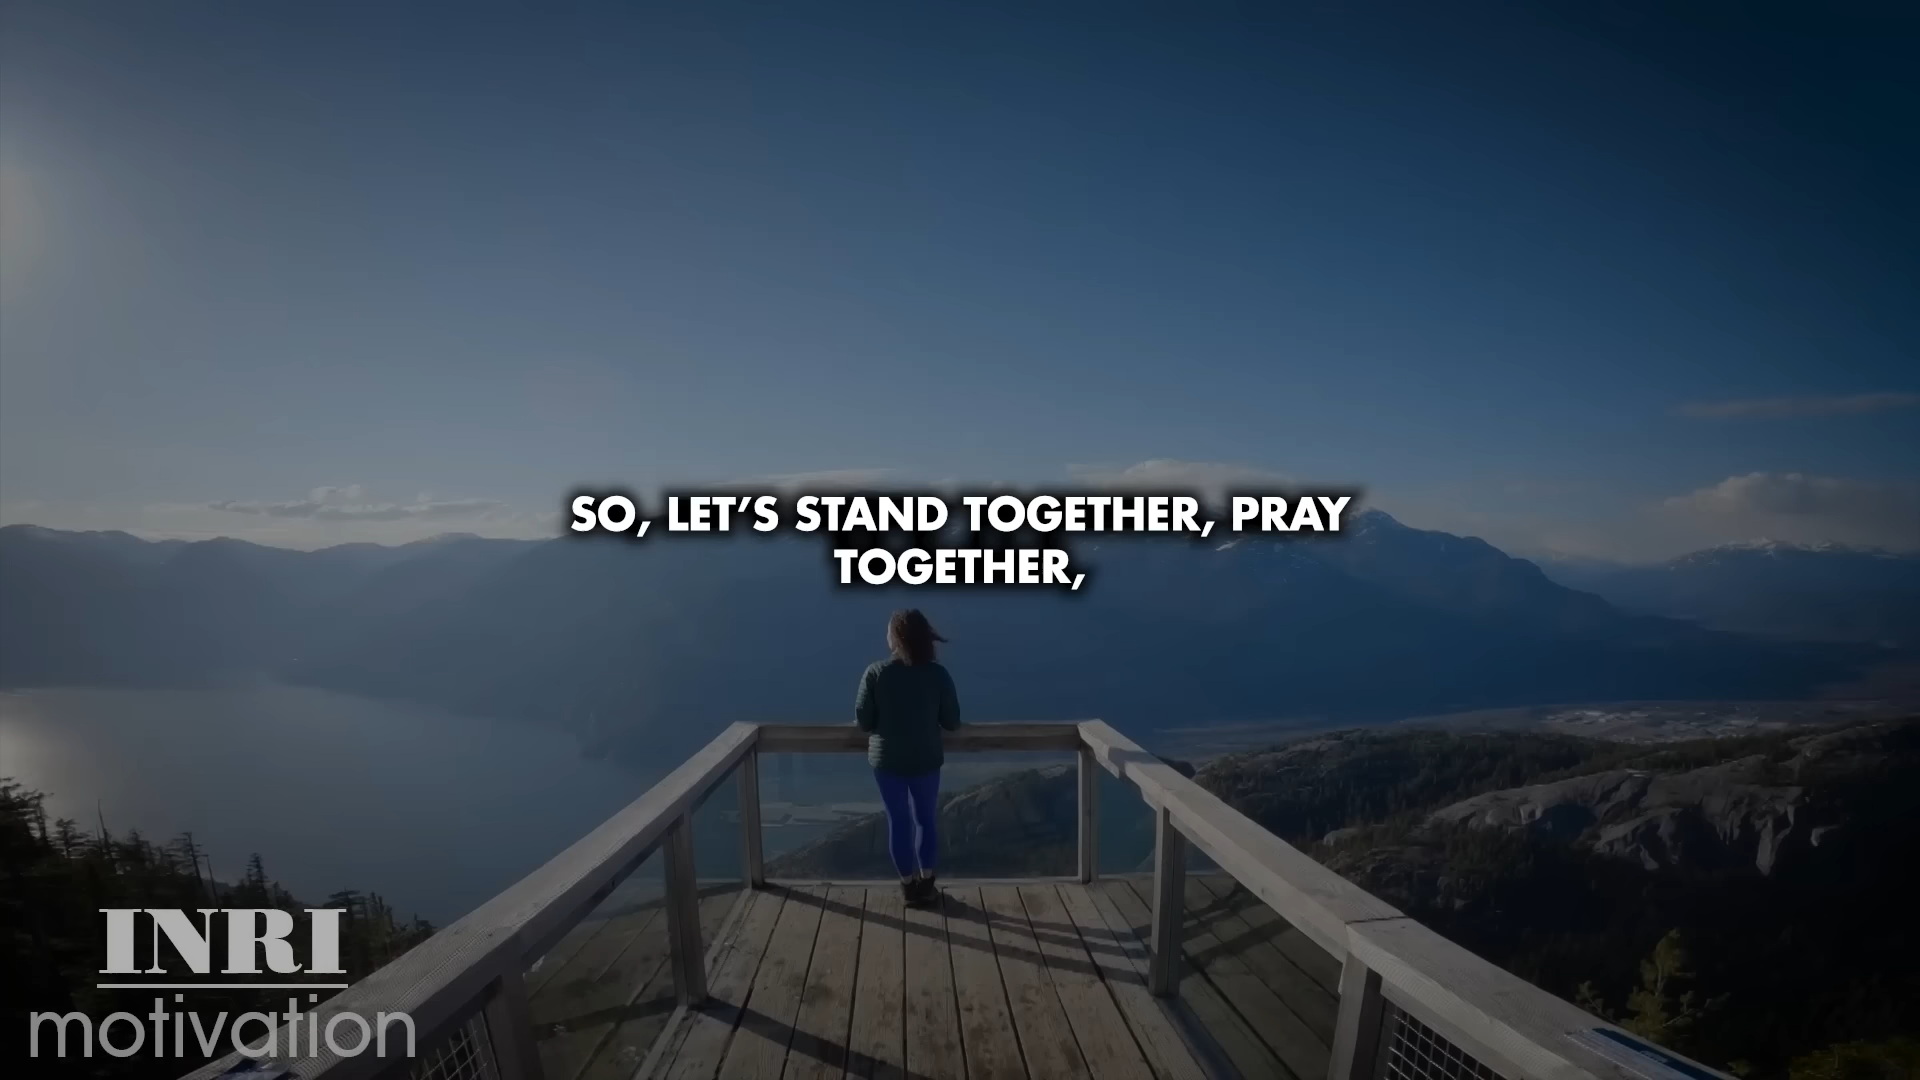 SO, LET’S STAND TOGETHER, PRAY
TOGETHER,
INRI
motivation